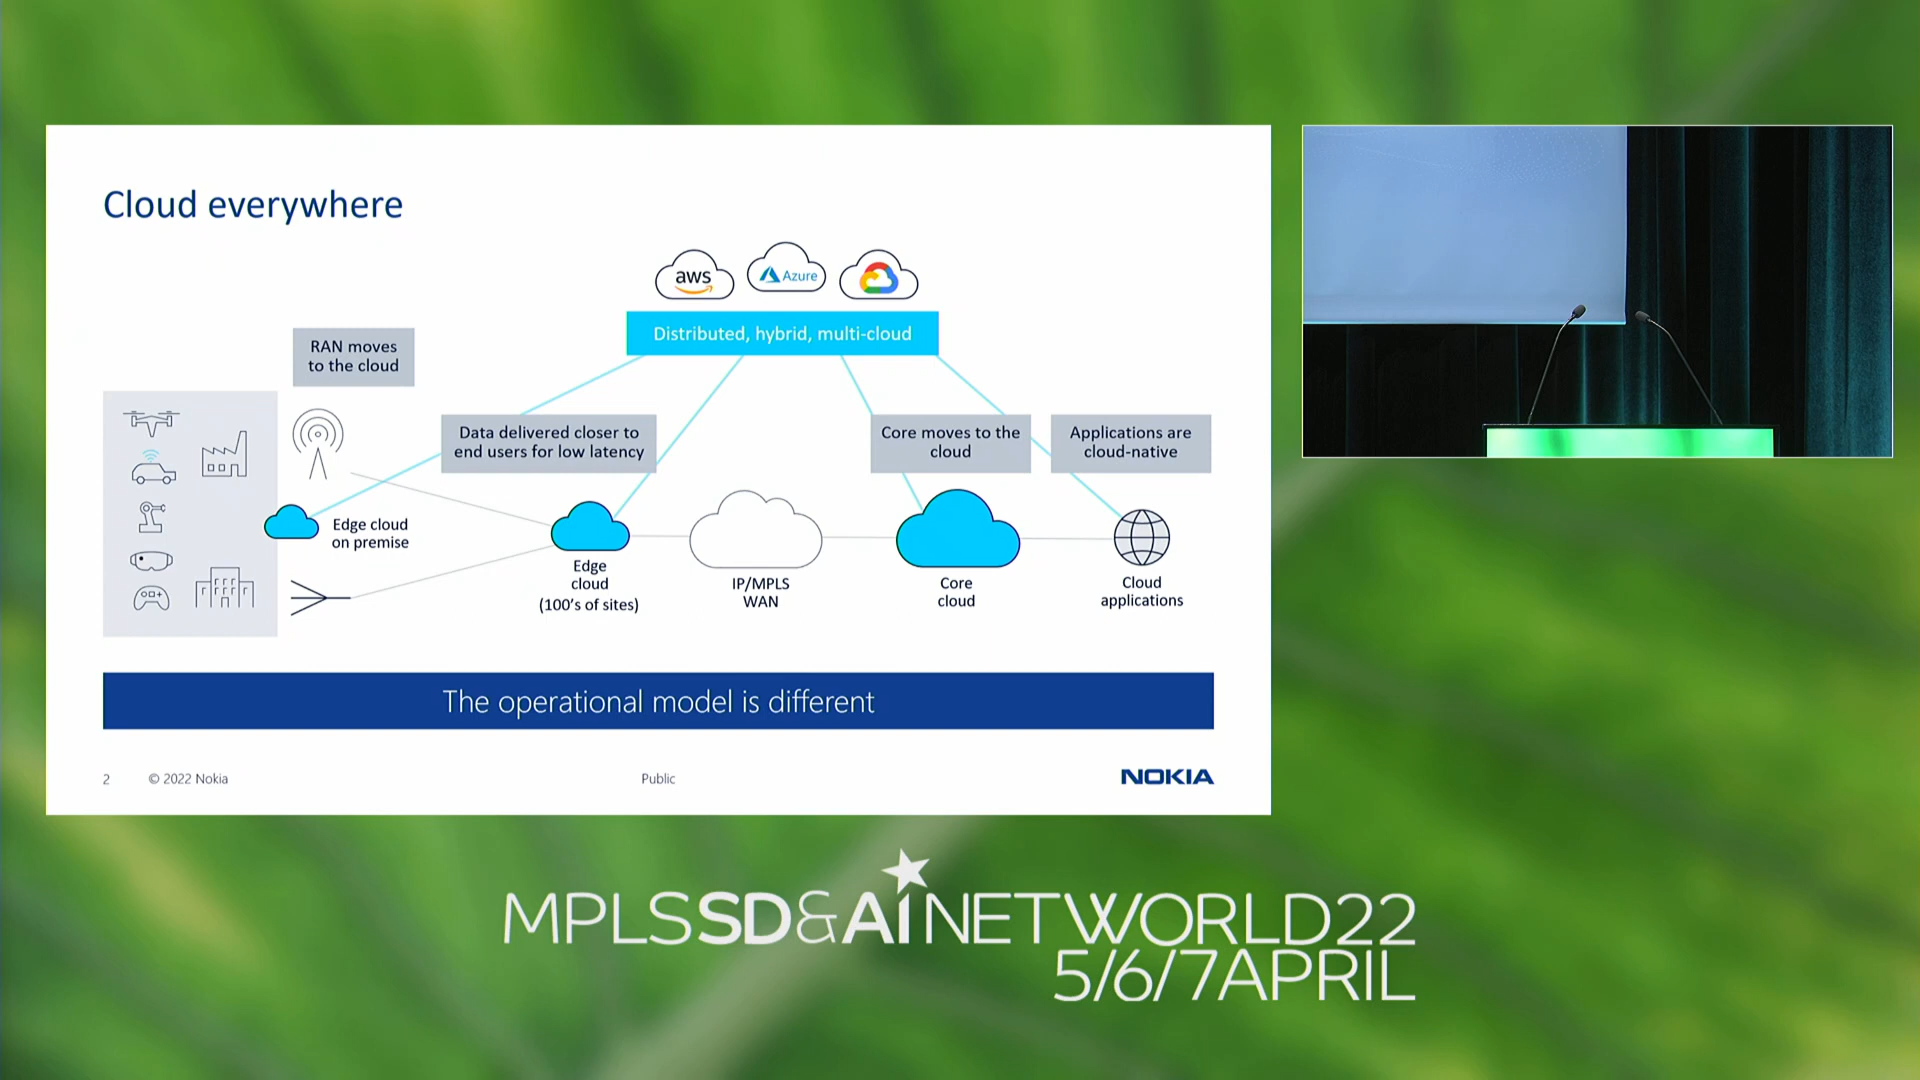 Cloud everywhere
aws
Azure
Distributed, hybrid, multi-cloud
RAN moves
to the cloud
Data delivered closer to
end users for low latency
Core moves to the
cloud
Applications are
cloud-native
Edge cloud
on premise
Edge
cloud
(100's of sites)
IP/MPLS
WAN
Core
cloud
Cloud
applications
The operational model is different
2
© 2022 Nokia
Public
NOKIA
MPLSSD&AINETWORLD22
5/6/7APRIL